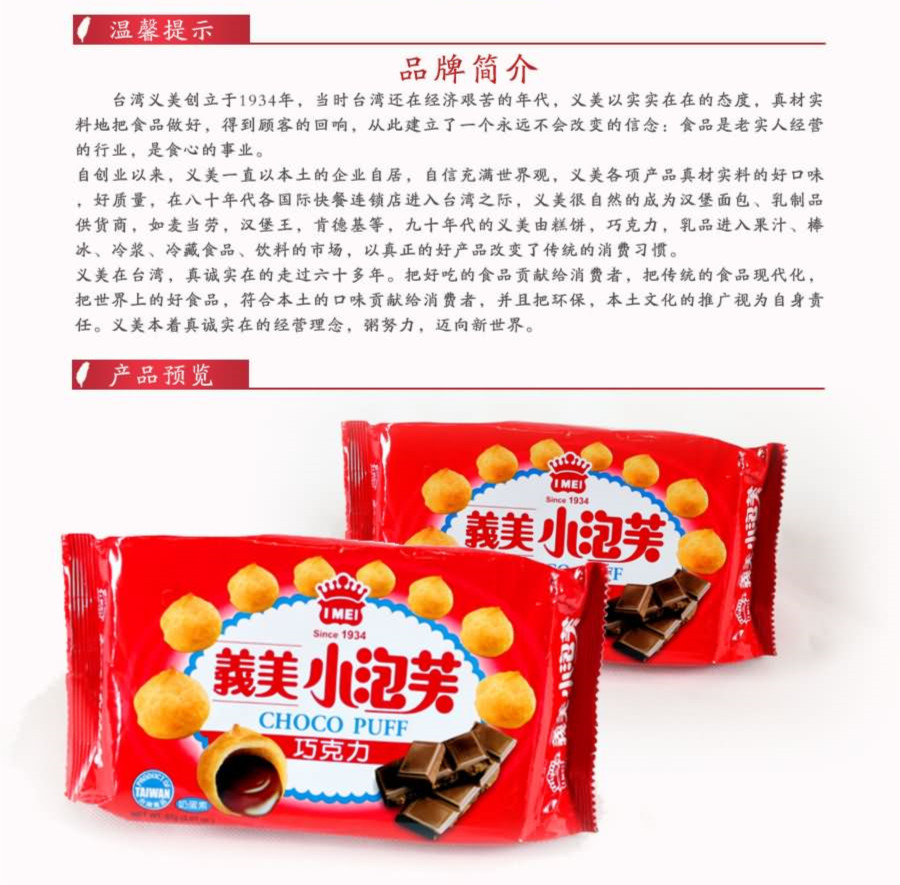 温馨提示
品牌简介
台湾义美创立于1934年，当时台湾还在经济艰苦的年代，义美以实实在在的态度，真材实
料地把食品做好，得到顾客的回响，从此建立了一个永远不会改变的信念：食品是老实人经营
的行业，是食心的事业。
自创业以来，义美一直以本土的企业自居，自信充满世界观，义美各项产品真材实料的好口味
，好质量，在八十年代各国际快餐连锁店进入台湾之际，义美很自然的成为汉堡面包、乳制品
供货商，如麦当劳，汉堡王，肯德基等，九十年代的义美由糕饼，巧克力，乳品进入果汁、棒
冰、冷浆、冷藏食品、饮料的市场，以真正的好产品改变了传统的消费习惯。
义美在台湾，真诚实在的走过六十多年。把好吃的食品贡献给消费者，把传统的食品现代化，
把世界上的好食品，符合本土的口味贡献给消费者，并且把环保，本土文化的推广视为自身责
任。义美本着真诚实在的经营理念，粥努力，迈向新世界。
产品预览
I MEI
Since 1934
義美 小泡芙
CO PUFF
義美小泡芙
I MEI
Since 1934
義美 小泡芙
CHOCO PUFF
巧克力
PRODUCT OF
TAIWAN
奶蛋素